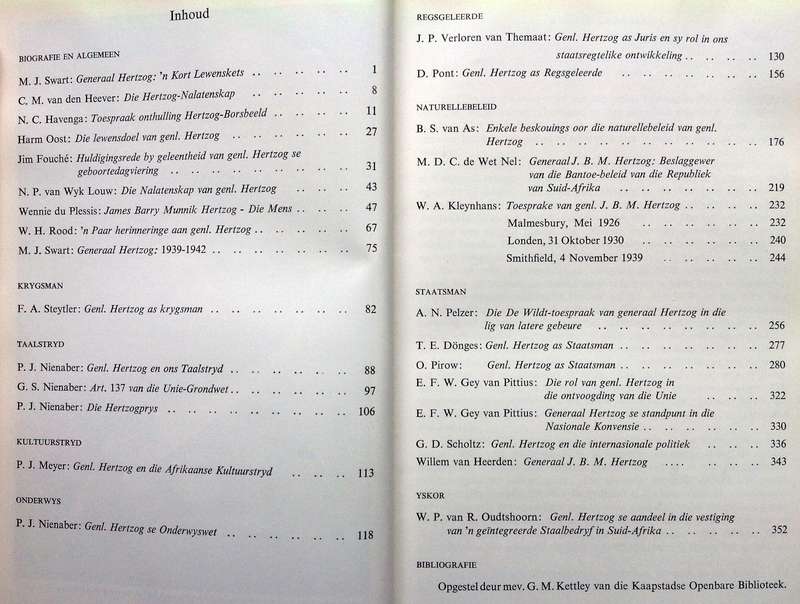 Inhoud
BIOGRAFIE EN ALGEMEEN
M. J. Swart: Generaal Hertzog; 'n Kort Lewenskets .. .. .. .. .. 1
C. M. van den Heever: Die Hertzog-Nalatenskap .. .. .. .. .. 8
N. C. Havenga: Toespraak onthulling Hertzog-Borsbeeld .. .. .. .. 11
Harm Oost: Die lewensdoel van genl. Hertzog .. .. .. .. .. 27
Jim Fouché: Huldigingsrede by geleentheid van genl. Hertzog se
geboortedagviering .. .. .. .. .. .. .. 31
N. P. van Wyk Louw: Die Nalatenskap van genl. Hertzog .. .. .. 43
Wennie du Plessis: James Barry Munnik Hertzog - Die Mens .. .. .. 47
W. H. Rood: 'n Paar herinneringe aan genl. Hertzog .. .. .. .. 67
M. J. Swart: Generaal Hertzog; 1939-1942 .. .. .. .. .. .. 75
KRYGSMAN
F. A. Steytler: Genl. Hertzog as krygsman .. .. .. .. .. .. 82
TAALSTRYD
P. J. Nienaber: Genl. Hertzog en ons Taalstryd .. .. .. .. .. 88
G. S. Nienaber: Art. 137 van die Unie-Grondwet .. .. .. .. .. 97
P. J. Nienaber: Die Hertzogprys .. .. .. .. .. .. .. .. 106
KULTUURSTRYD
P. J. Meyer: Genl. Hertzog en die Afrikaanse Kultuurstryd .. .. .. 113
ONDERWYS
P. J. Nienaber: Genl. Hertzog se Onderwyswet .. .. .. .. .. 118
REGSGELEERDE
J. P. Verloren van Themaat: Genl. Hertzog as Juris en sy rol in ons
staatsregtelike ontwikkeling .. .. .. .. 130
D. Pont: Genl. Hertzog as Regsgeleerde .. .. .. .. .. .. 156
NATURELLEBELEID
B. S. van As: Enkele beskouings oor die naturellebeleid van genl.
Hertzog .. .. .. .. .. .. .. .. .. 176
M. D. C. de Wet Nel: Generaal J. B. M. Hertzog: Beslaggewer
van die Bantoe-beleid van die Republiek
van Suid-Afrika .. .. .. .. .. .. 219
W. A. Kleynhans: Toesprake van genl. J. B. M. Hertzog .. .. .. .. 232
Malmesbury, Mei 1926 .. .. .. .. .. 232
Londen, 31 Oktober 1930 .. .. .. .. .. 240
Smithfield, 4 November 1939 .. .. .. .. 244
STAATSMAN
A. N. Pelzer: Die De Wildt-toespraak van generaal Hertzog in die
lig van latere gebeure .. .. .. .. .. .. 256
T. E. Dönges: Genl. Hertzog as Staatsman .. .. .. .. .. .. 277
O. Pirow: Genl. Hertzog as Staatsman .. .. .. .. .. .. 280
E. F. W. Gey van Pittius: Die rol van genl. Hertzog in
die ontvoogding van die Unie .. .. .. 322
E. F. W. Gey van Pittius: Generaal Hertzog se standpunt in die
Nasionale Konvensie .. .. .. .. .. 330
G. D. Scholtz: Genl. Hertzog en die internasionale politiek .. .. .. 336
Willem van Heerden: Generaal J. B. M. Hertzog .... .. .. .. 343
YSKOR
W. P. van R. Oudtshoorn: Genl. Hertzog se aandeel in die vestiging
van 'n geïntegreerde Staalbedryf in Suid-Afrika .. .. .. .. 352
BIBLIOGRAFIE
Opgestel deur mev. G. M. Kettley van die Kaapstadse Openbare Biblioteek.